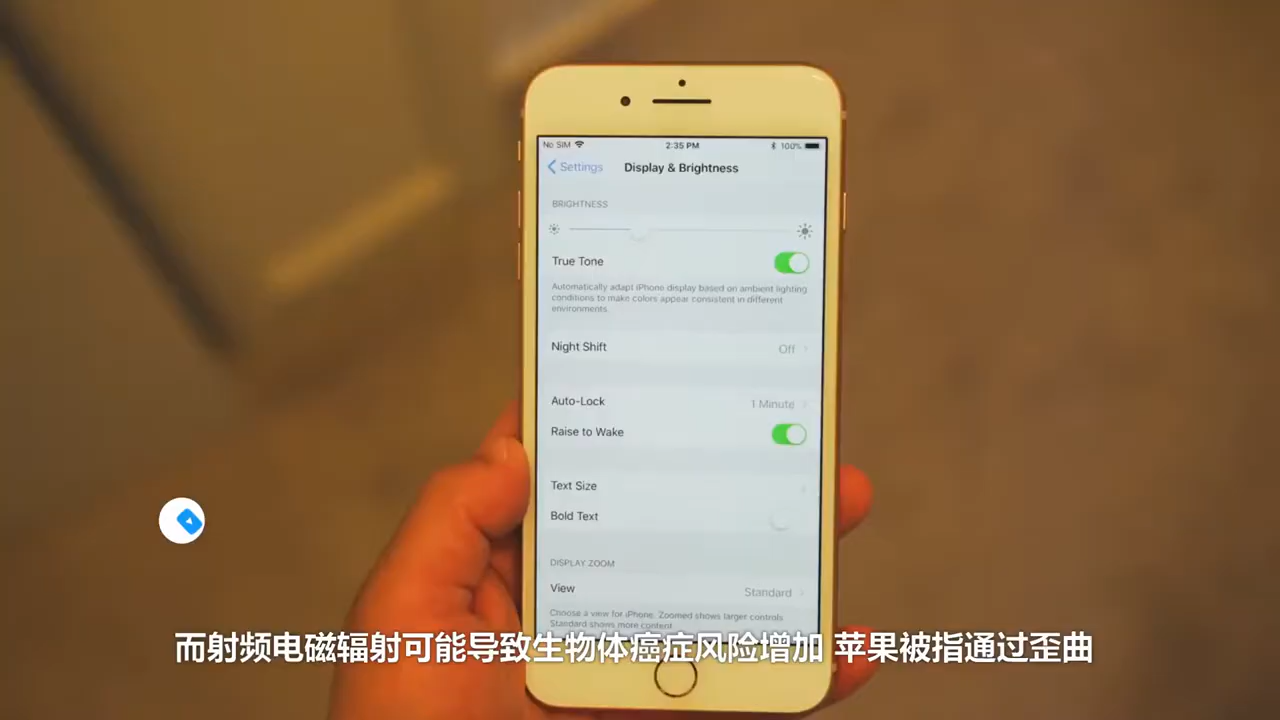 No SIM 2:35 PM 100%
Settings Display & Brightness
BRIGHTNESS
True Tone
Automatically adapt iPhone display based on ambient lighting
conditions to make colors appear consistent in different
environments.
Night Shift Off
Auto-Lock 1 Minute
Raise to Wake
Text Size
Bold Text
DISPLAY ZOOM
View Standard
Choose a view for iPhone. Zoomed shows larger controls.
Standard shows more content.
而射频电磁辐射可能导致生物体癌症风险增加 苹果被指通过歪曲